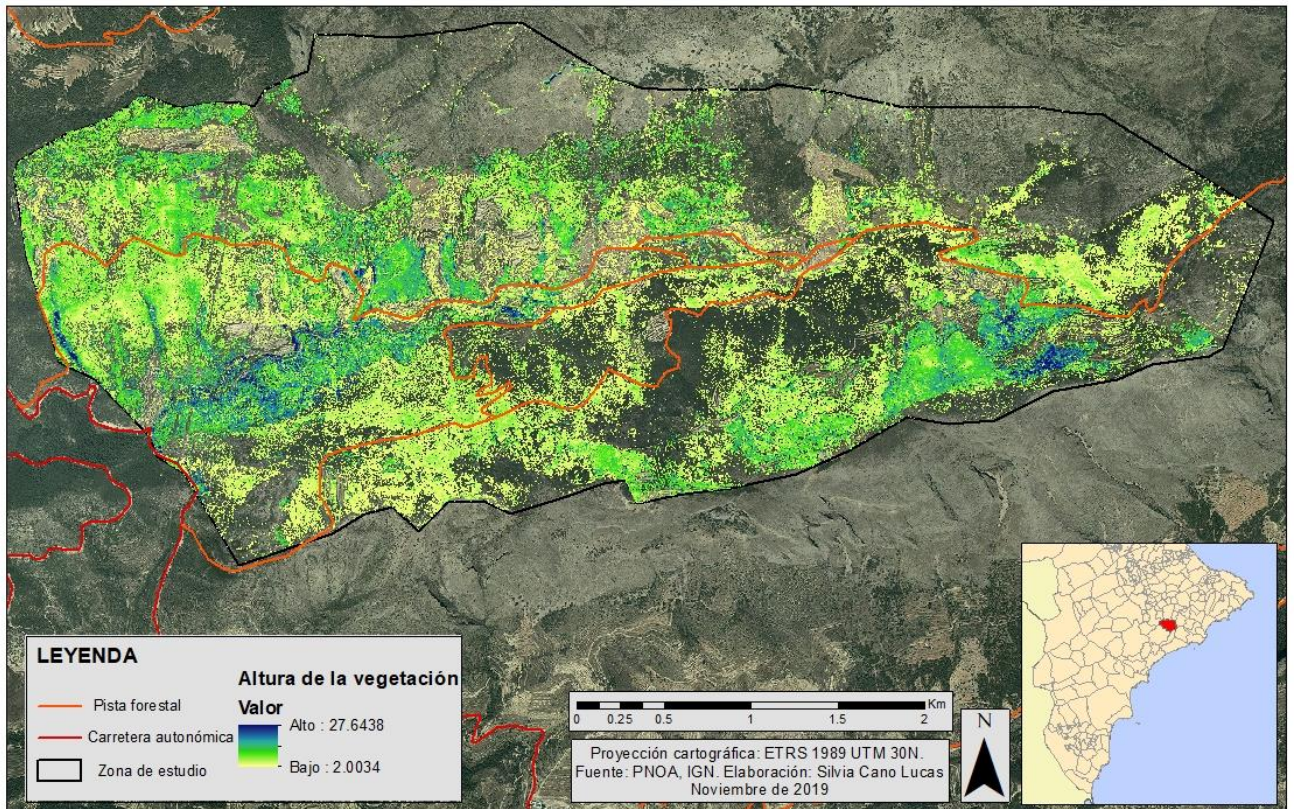 LEYENDA
Pista forestal
Carretera autonómica
Zona de estudio
Altura de la vegetación
Valor
Alto : 27.6438
Bajo : 2.0034
0 0.25 0.5 1 1.5 2 Km
Proyección cartográfica: ETRS 1989 UTM 30N.
Fuente: PNOA, IGN. Elaboración: Silvia Cano Lucas
Noviembre de 2019
N